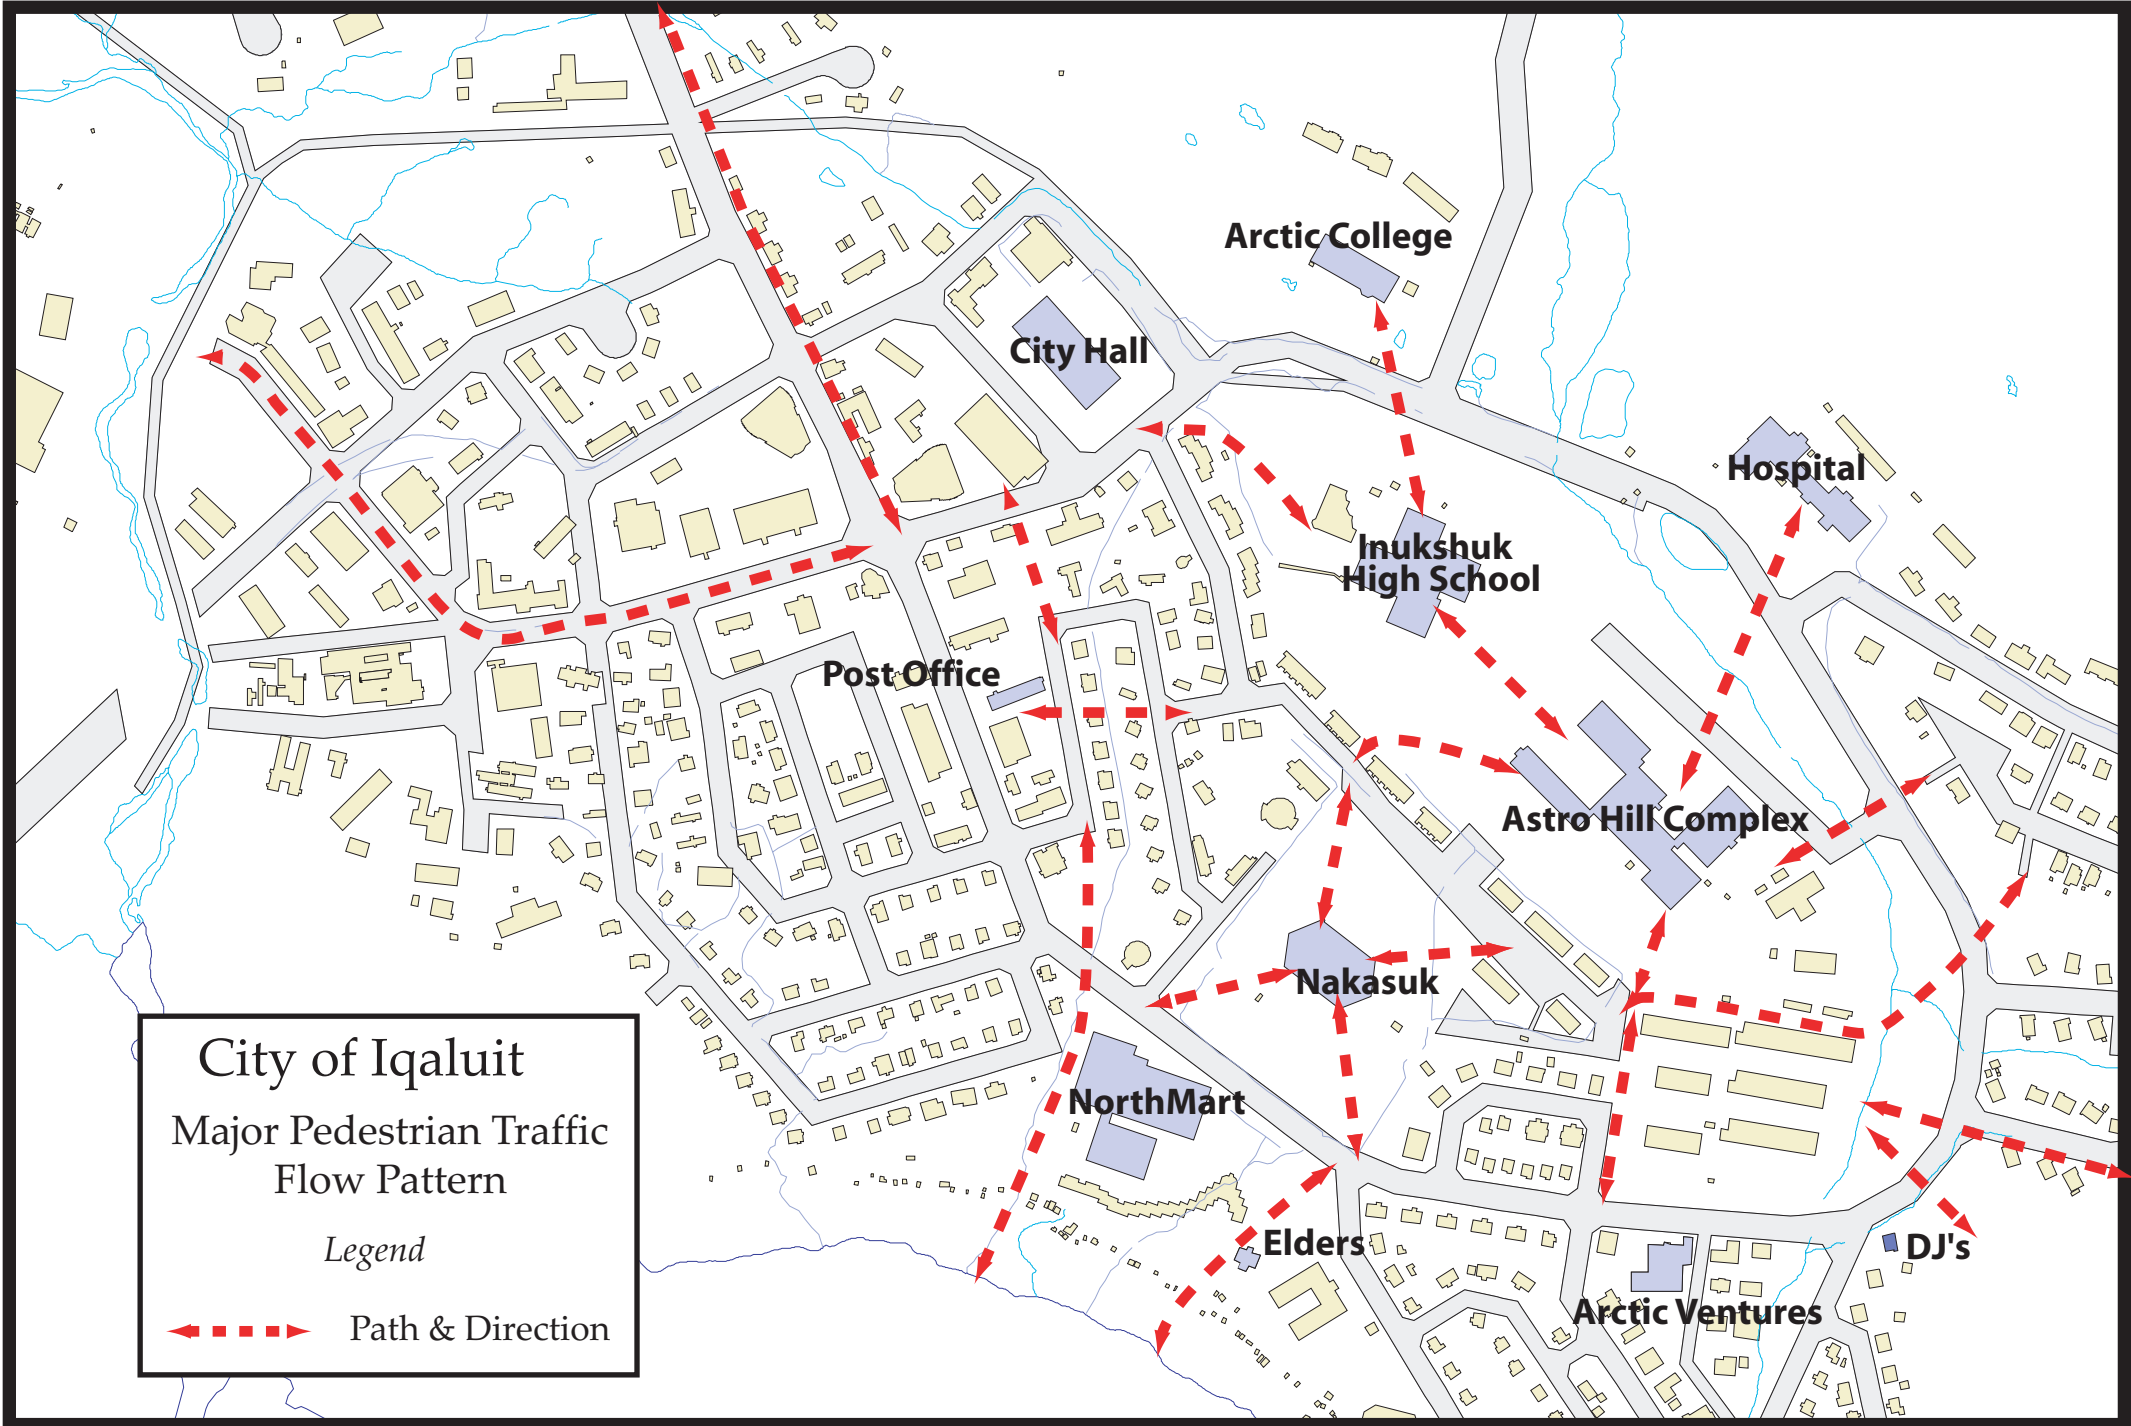 Arctic College
City Hall
Hospital
Inukshuk
High School
Post Office
Astro Hill Complex
Nakasuk
NorthMart
Elders
DJ's
Arctic Ventures
City of Iqaluit
Major Pedestrian Traffic
Flow Pattern
Legend
Path & Direction